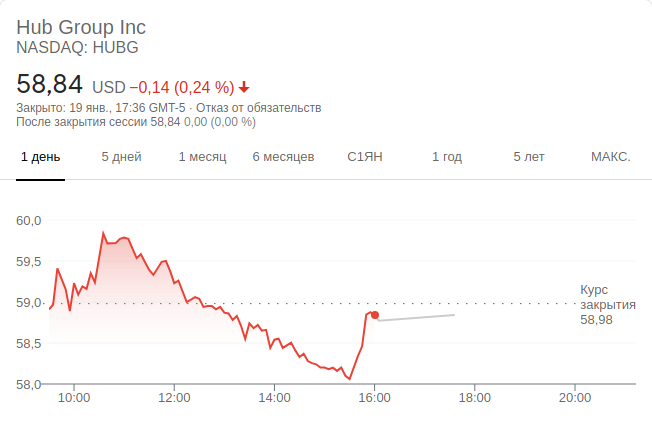 Hub Group Inc
NASDAQ: HUBG
58,84 USD −0,14 (0,24 %)
Закрыто: 19 янв., 17:36 GMT-5 · Отказ от обязательств
После закрытия сессии 58,84 0,00 (0,00 %)
1 день 5 дней 1 месяц 6 месяцев С1ЯН 1 год 5 лет МАКС.
60,0
59,5
59,0
58,5
58,0
Курс
закрытия
58,98
10:00 12:00 14:00 16:00 18:00 20:00